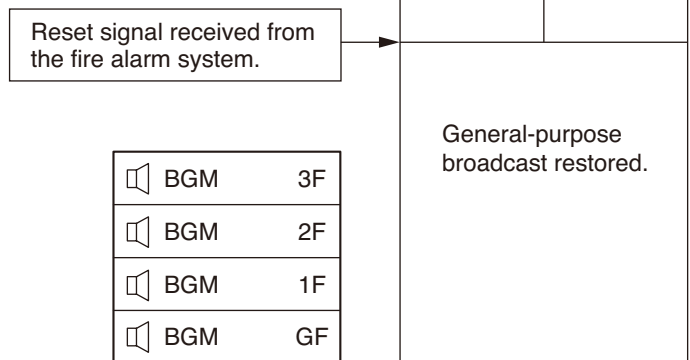 Reset signal received from
the fire alarm system.
General-purpose
broadcast restored.
BGM 3F
BGM 2F
BGM 1F
BGM GF